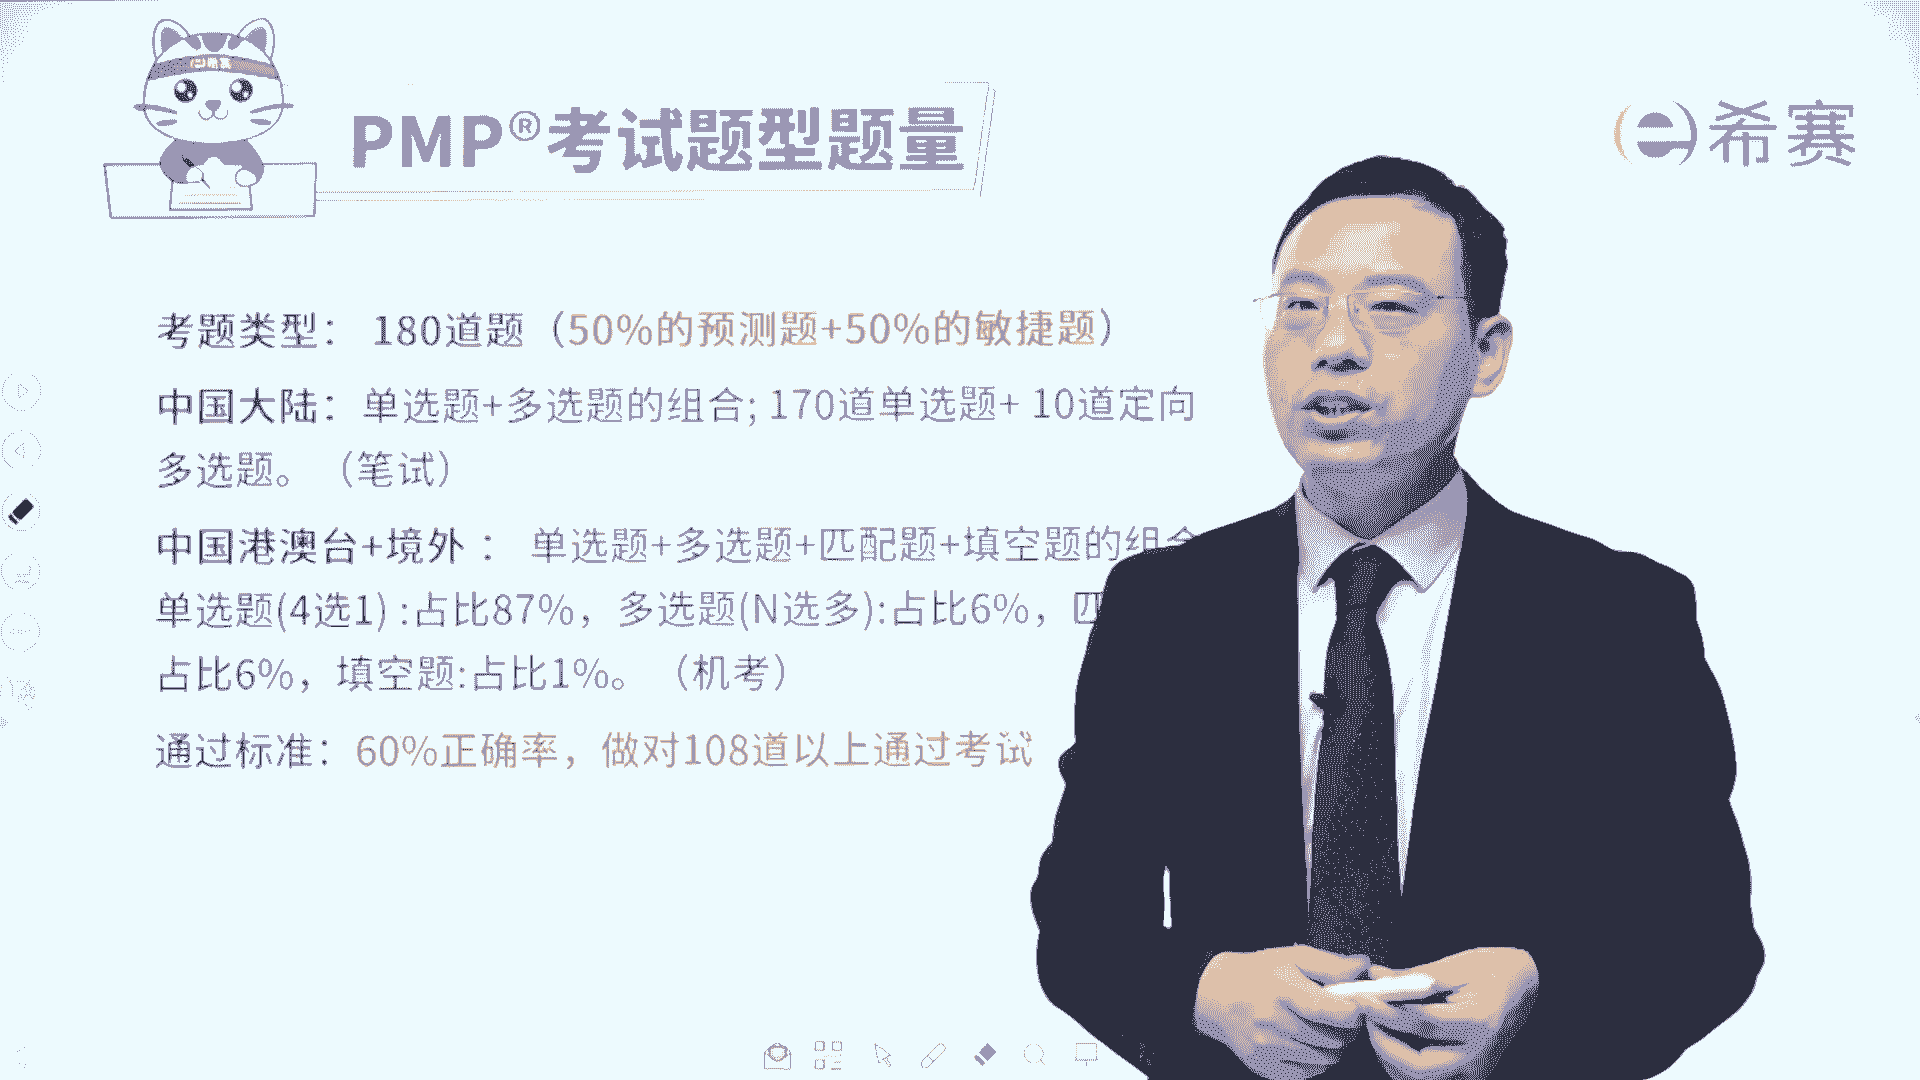 希赛
PMP®考试题型题量
希赛
考题类型： 180道题（50%的预测题+50%的敏捷题）
中国大陆：单选题+多选题的组合; 170道单选题+ 10道定向
多选题。（笔试）
中国港澳台+境外 ： 单选题+多选题+匹配题+填空题的组合
单选题(4选1) :占比87%，多选题(N选多):占比6%，匹
占比6%，填空题:占比1%。（机考）
通过标准：60%正确率，做对108道以上通过考试